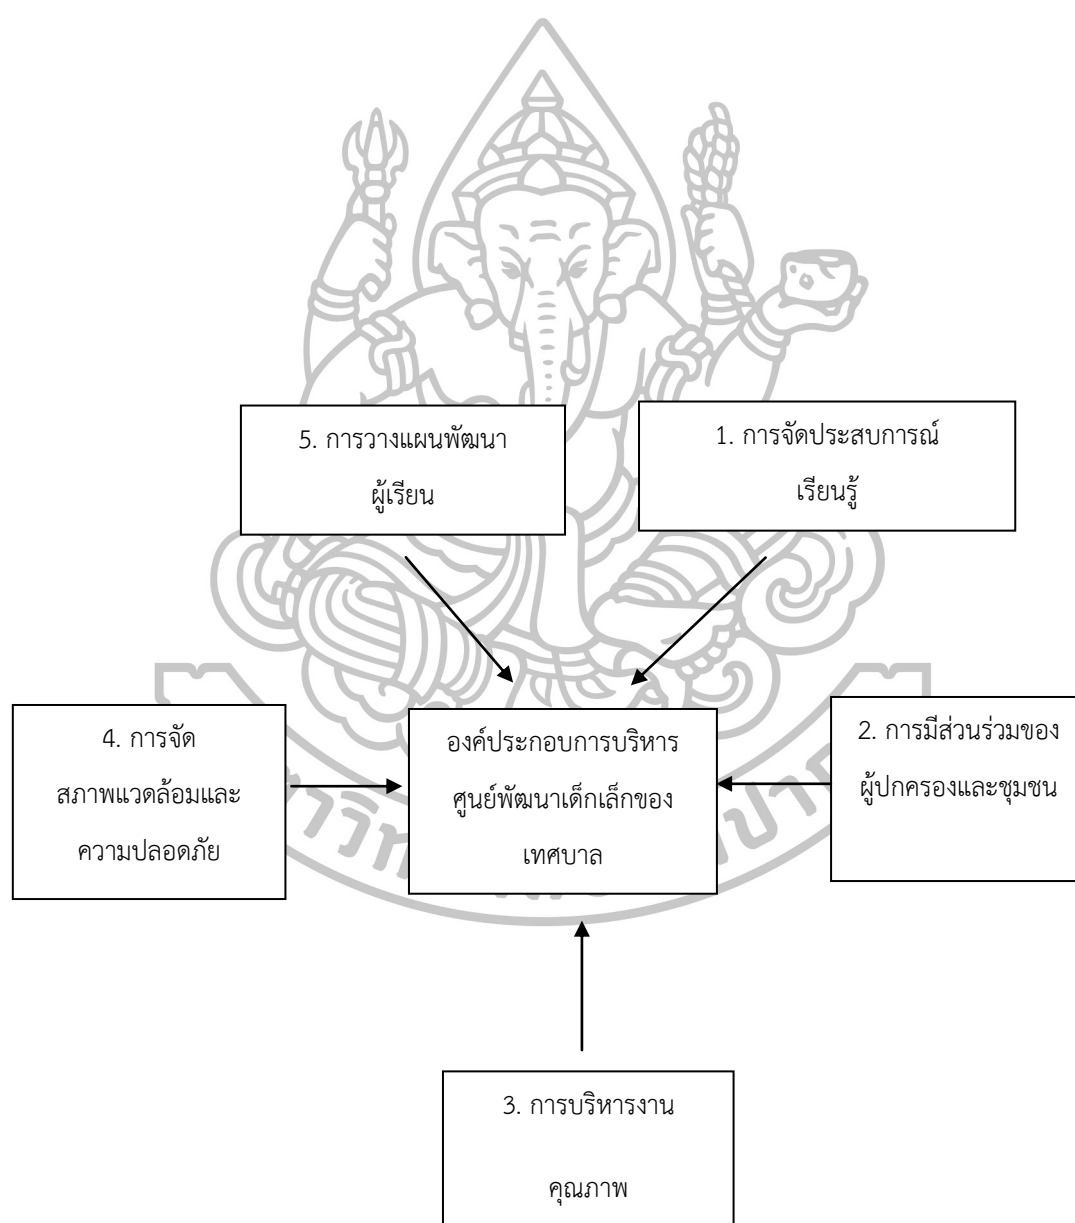 5. การวางแผนพัฒนา
ผู้เรียน
1. การจัดประสบการณ์
เรียนรู้
4. การจัด
สภาพแวดล้อมและ
ความปลอดภัย
องค์ประกอบการบริหาร
ศูนย์พัฒนาเด็กเล็กของ
เทศบาล
2. การมีส่วนร่วมของ
ผู้ปกครองและชุมชน
3. การบริหารงาน
คุณภาพ